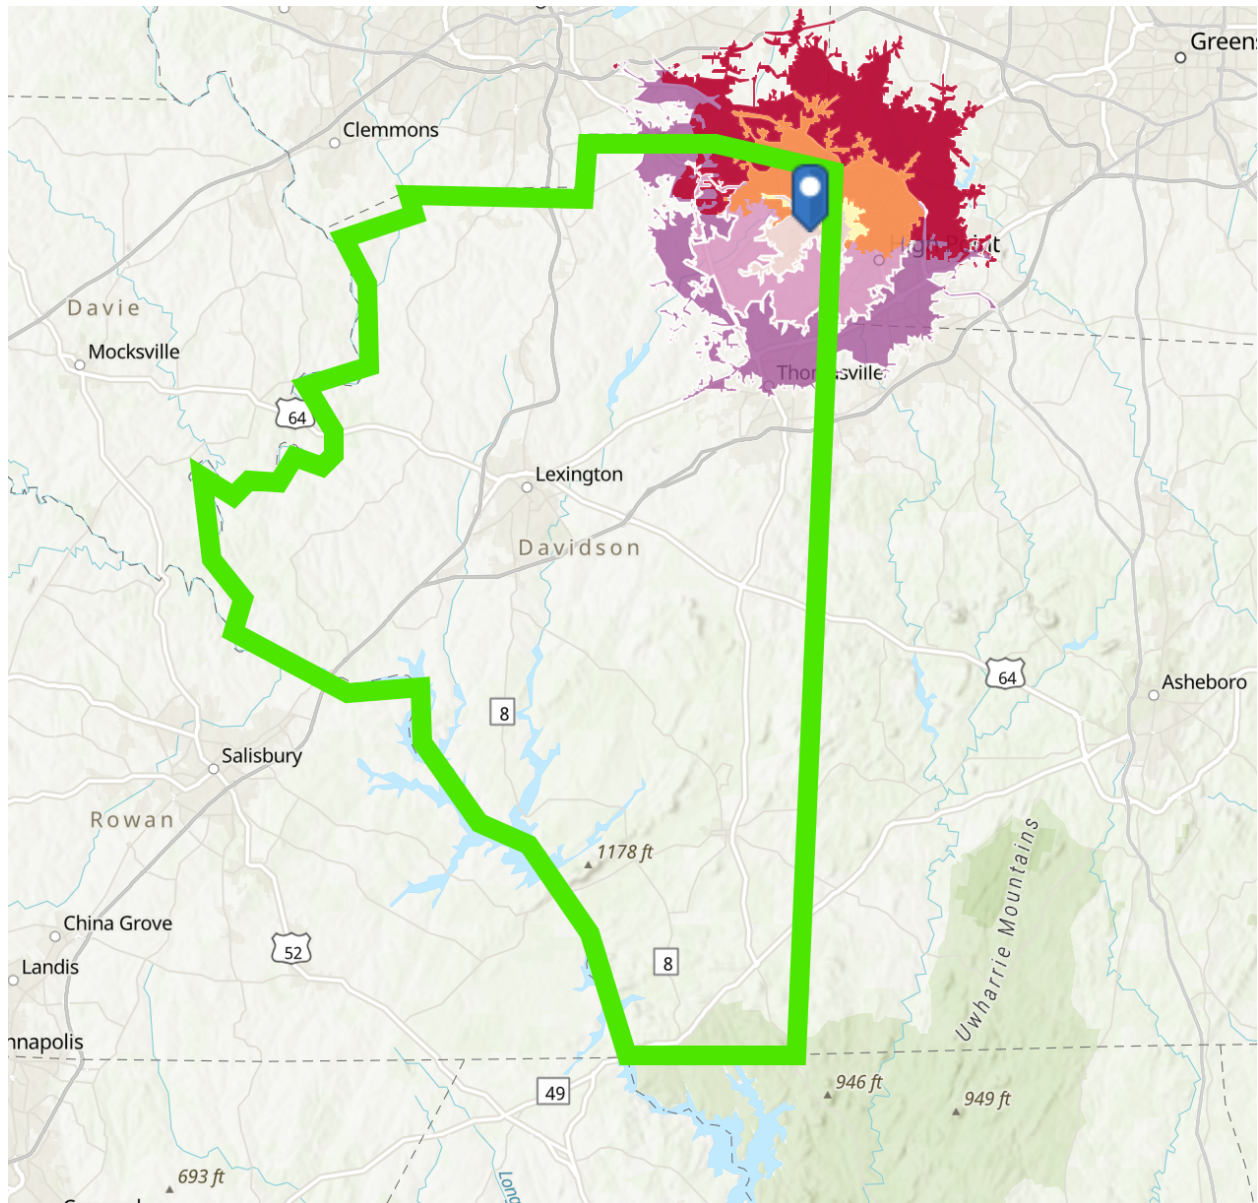 Greens
Clemmons
High Point
Davie
Mocksville
Thomasville
64
Lexington
Davidson
64
Asheboro
8
Salisbury
Rowan
1178 ft
Uwharrie Mountains
China Grove
52
8
Landis
nnapolis
946 ft
49
949 ft
693 ft
Long